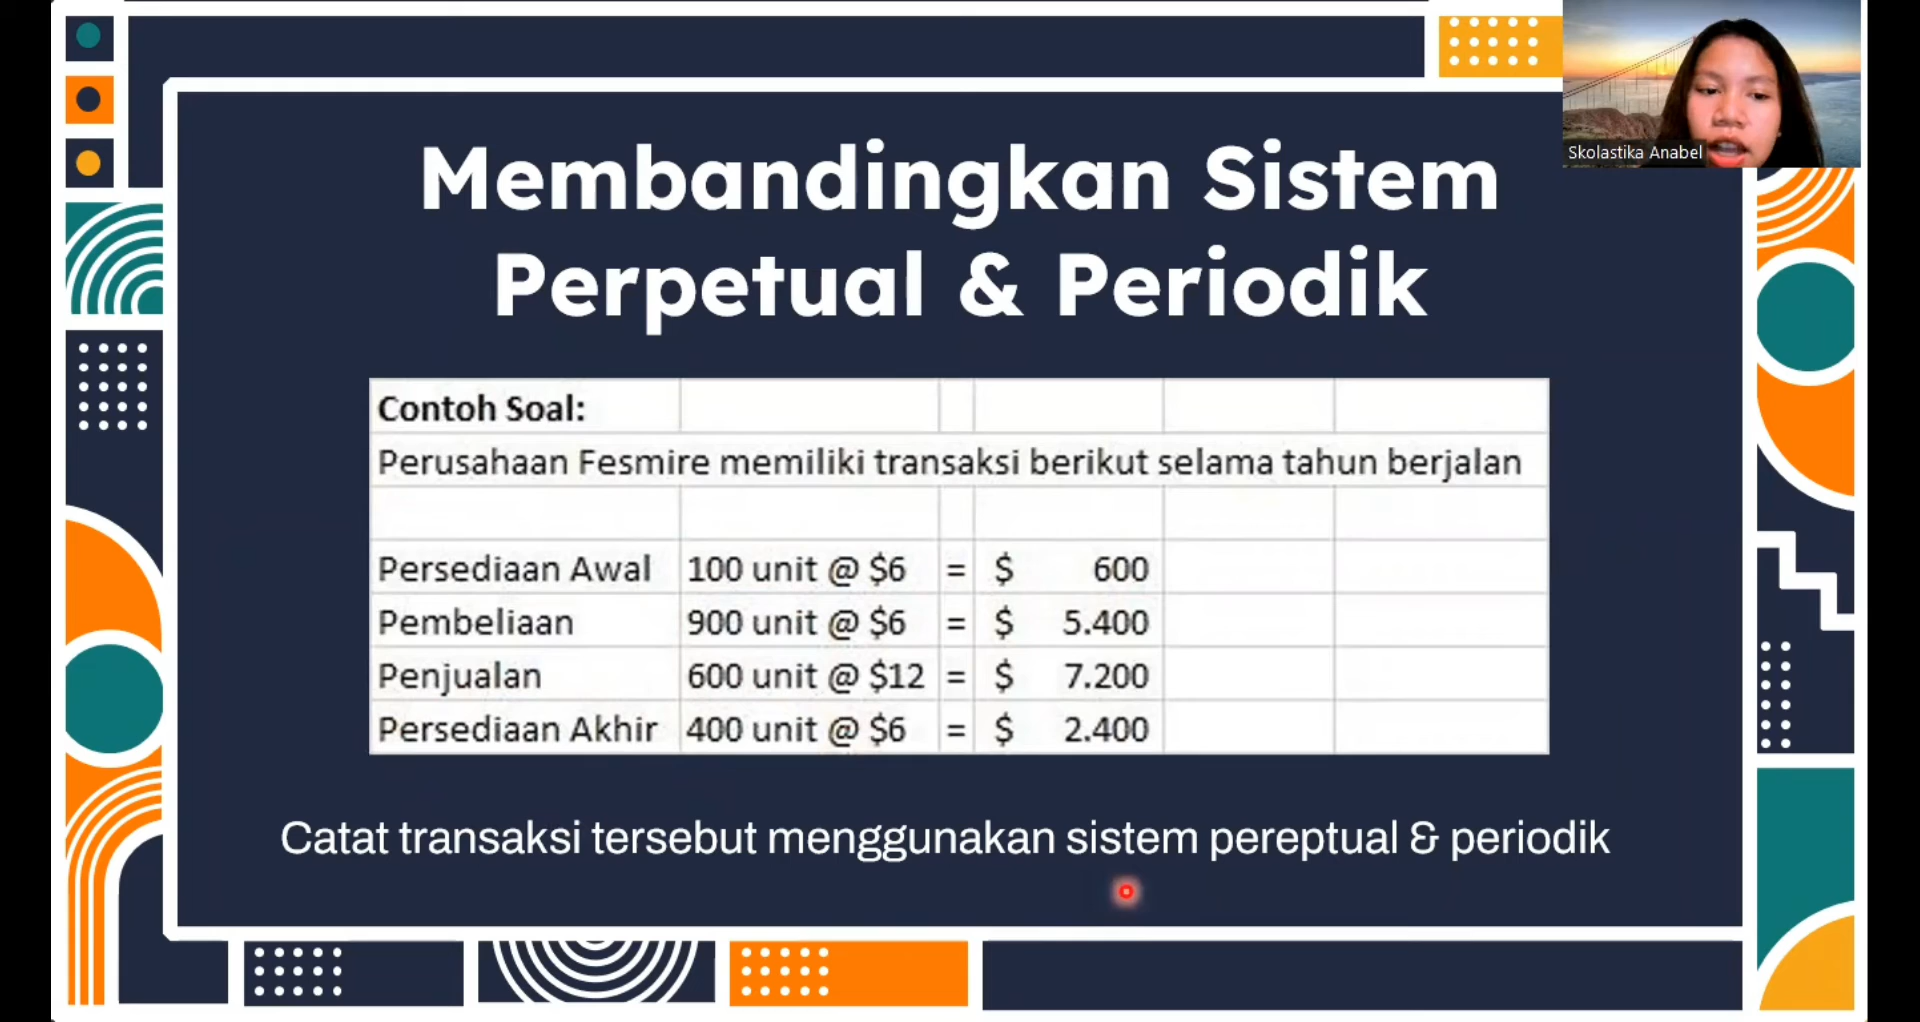 Membandingkan Sistem
Perpetual & Periodik
Skolastika Anabel
Contoh Soal:
Perusahaan Fesmire memiliki transaksi berikut selama tahun berjalan
Persediaan Awal 100 unit @ $6 = $ 600
Pembeliaan 900 unit @ $6 = $ 5.400
Penjualan 600 unit @ $12 = $ 7.200
Persediaan Akhir 400 unit @ $6 = $ 2.400
Catat transaksi tersebut menggunakan sistem pereptual & periodik